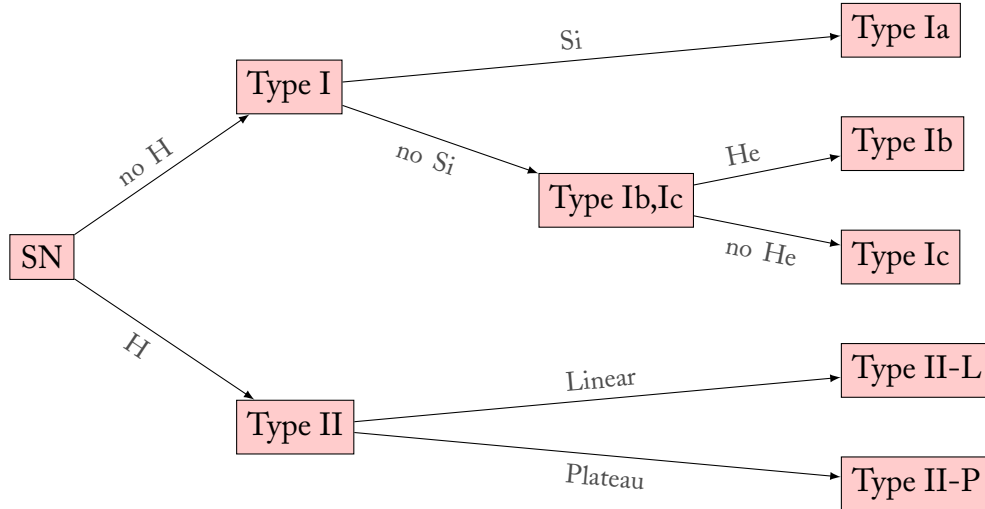 Type Ia
Si
Type I
no H
no Si
He
Type Ib
Type Ib,Ic
no He
Type Ic
SN
H
Linear
Type II-L
Type II
Plateau
Type II-P